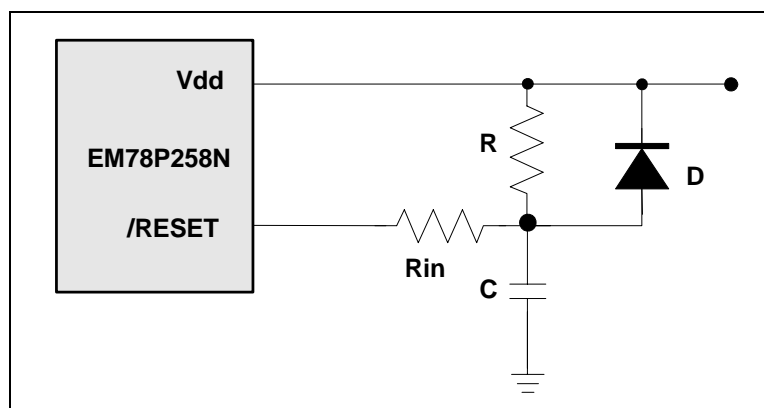 Vdd
R
EM78P258N
D
/RESET
Rin
C